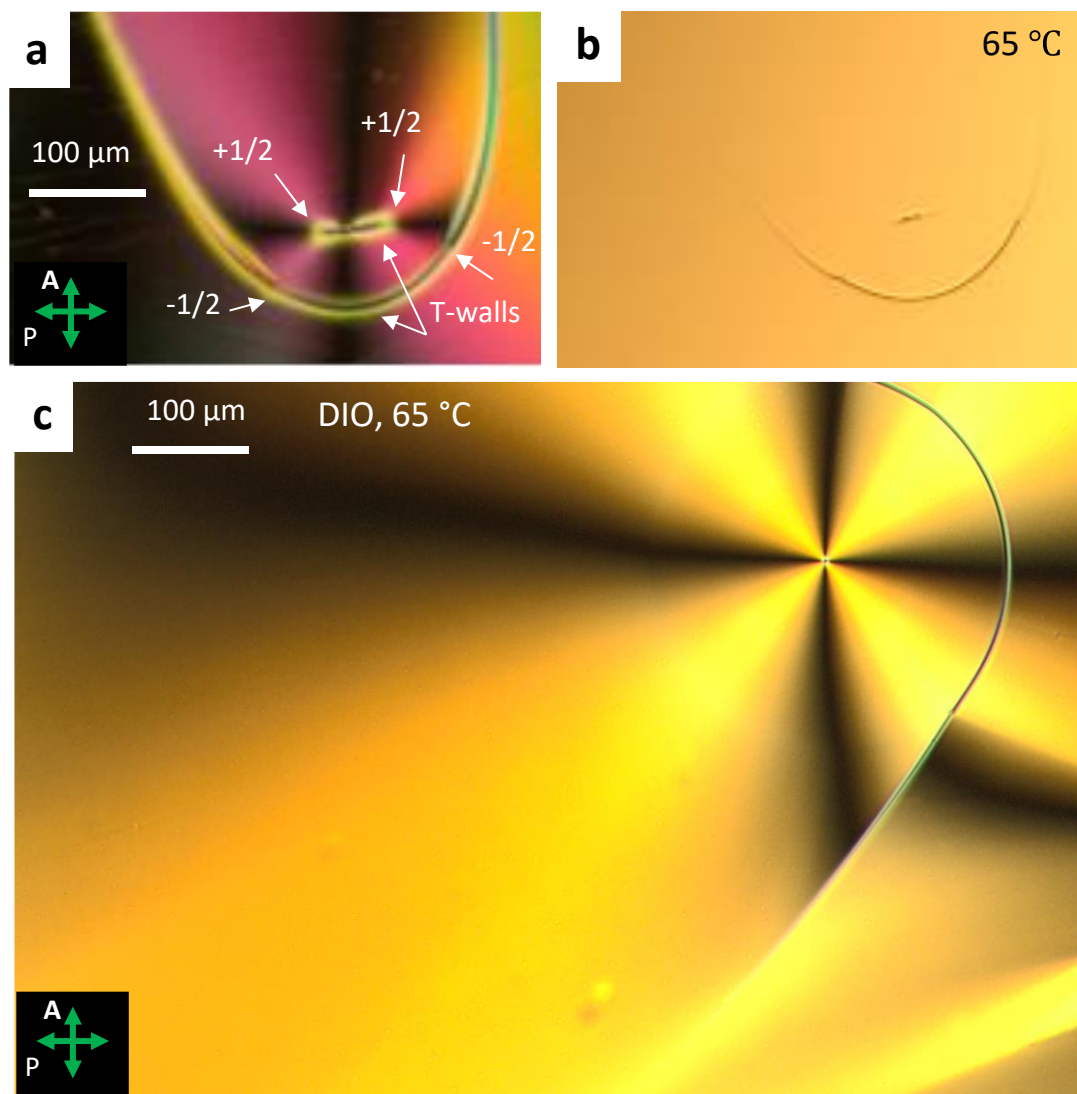 a
+1/2
+1/2
100 µm
-1/2
-1/2
T-walls
A
P
b
65 ℃
c
100 µm
DIO, 65 °C
A
P